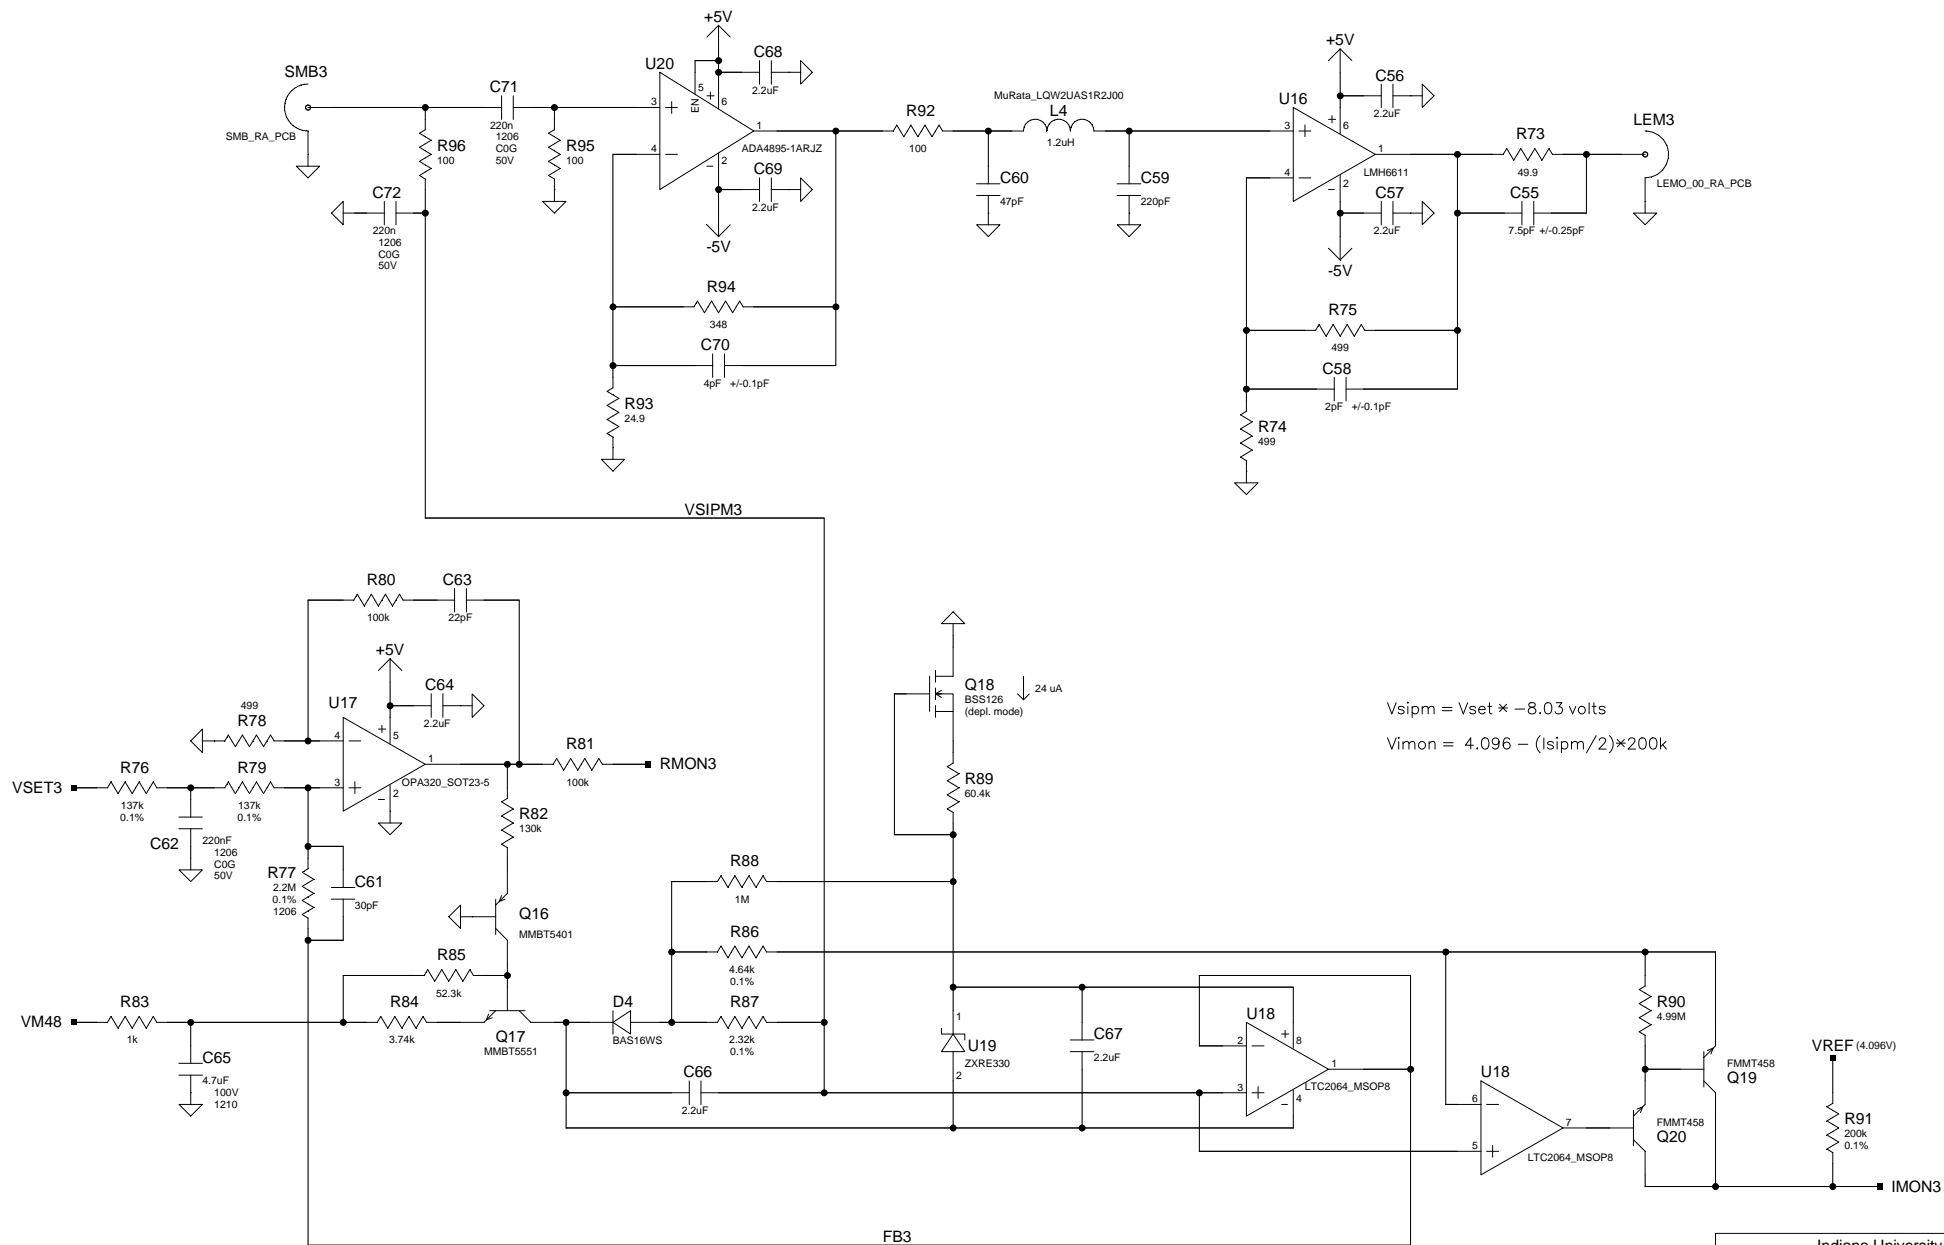 SMB3
SMB_RA_PCB
R96
100
C72
220n
1206
C0G
50V
C71
220n
1206
C0G
50V
R95
100
U20
3
4
EN
5
6
1
2
+5V
C68
2.2uF
ADA4895-1ARJZ
C69
2.2uF
-5V
R94
348
C70
4pF +/-0.1pF
R93
24.9
R92
100
MuRata_LQW2UAS1R2J00
L4
1.2uH
C60
47pF
C59
220pF
+5V
C56
2.2uF
U16
3
4
6
1
2
LMH6611
C57
2.2uF
-5V
R73
49.9
C55
7.5pF +/-0.25pF
LEM3
LEMO_00_RA_PCB
R75
499
C58
2pF +/-0.1pF
R74
499
VSIPM3
R80
100k
C63
22pF
+5V
U17
C64
2.2uF
499
R78
4
3
5
1
2
OPA320_SOT23-5
R81
100k
RMON3
VSET3
R76
137k
0.1%
R79
137k
0.1%
C62
220nF
1206
C0G
50V
R77
2.2M
0.1%
1206
C61
30pF
R82
130k
Q16
MMBT5401
R85
52.3k
VM48
R83
1k
C65
4.7uF
100V
1210
R84
3.74k
Q17
MMBT5551
D4
BAS16WS
R88
1M
R86
4.64k
0.1%
R87
2.32k
0.1%
C66
2.2uF
Q18
BSS126
(depl. mode)
24 uA
R89
60.4k
1
U19
ZXRE330
2
C67
2.2uF
U18
2
3
8
1
4
LTC2064_MSOP8
U18
6
5
7
LTC2064_MSOP8
R90
4.99M
FMMT458
Q19
FMMT458
Q20
VREF (4.096V)
R91
200k
0.1%
IMON3
Vsipm = Vset * -8.03 volts
Vimon = 4.096 - (Isipm/2)*200k
FB3
Indiana University